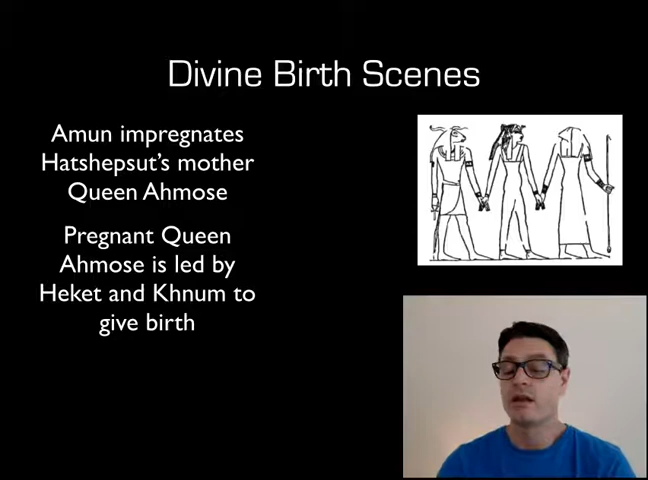 Divine Birth Scenes
Amun impregnates
Hatshepsut's mother
Queen Ahmose
Pregnant Queen
Ahmose is led by
Heket and Khnum to
give birth